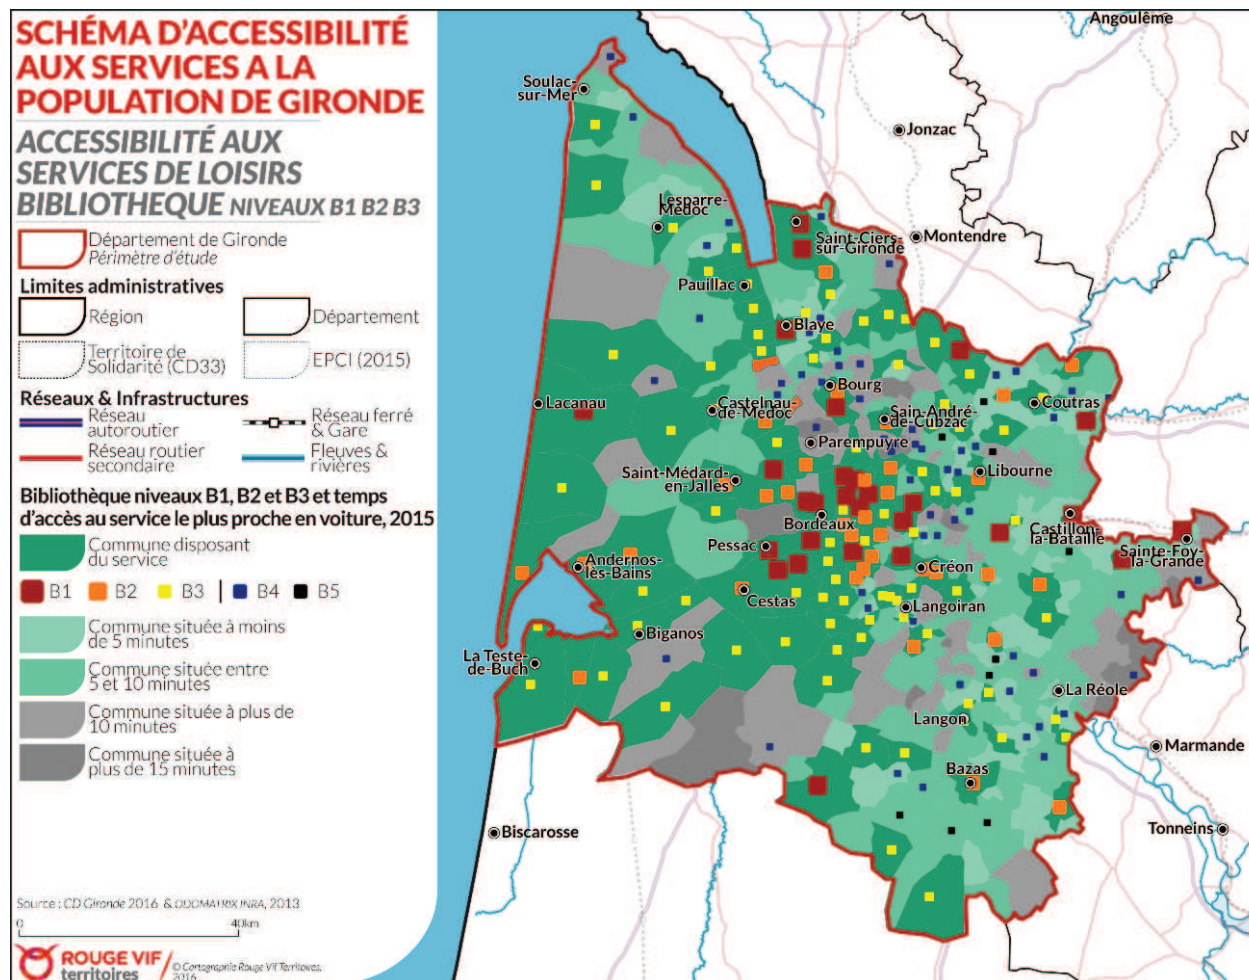 SCHÉMA D'ACCESSIBILITÉ
AUX SERVICES A LA
POPULATION DE GIRONDE
ACCESSIBILITÉ AUX
SERVICES DE LOISIRS
BIBLIOTHEQUE NIVEAUX B1 B2 B3
Département de Gironde
Périmètre d'étude
Limites administratives
Région
Département
Territoire de
Solidarité (CD33)
EPCI (2015)
Réseaux & Infrastructures
Réseau
autoroutier
Réseau ferré
& Gare
Réseau routier
secondaire
Fleuves &
rivières
Bibliothèque niveaux B1, B2 et B3 et temps
d'accès au service le plus proche en voiture, 2015
Commune disposant
du service
B1 B2 B3 | B4 B5
Commune située à moins
de 5 minutes
Commune située entre
5 et 10 minutes
Commune située à plus de
10 minutes
Commune située à
plus de 15 minutes
Source : CD Gironde 2016 & ODOMATRIX INRA, 2013
0 40km
ROUGE VIF
territoires
© Cartographie Rouge Vif Territoires,
2016
Angoulême
Soulac-
sur-Mer
Jonzac
Lesparre-
Médoc
Saint-Ciers-
sur-Gironde
Montendre
Pauillac
Blaye
Bourg
Lacanau
Castelnau-
de-Médoc
Sain-André-
de-Cubzac
Coutras
Parempuyre
Saint-Médard-
en-Jalles
Libourne
Bordeaux
Castillon-
la-Bataille
Pessac
Sainte-Foy-
la-Grande
Andernos-
lès-Bains
Créon
Cestas
Langoiran
Biganos
La Teste-
de-Buch
La Réole
Langon
Marmande
Bazas
Biscarosse
Tonneins